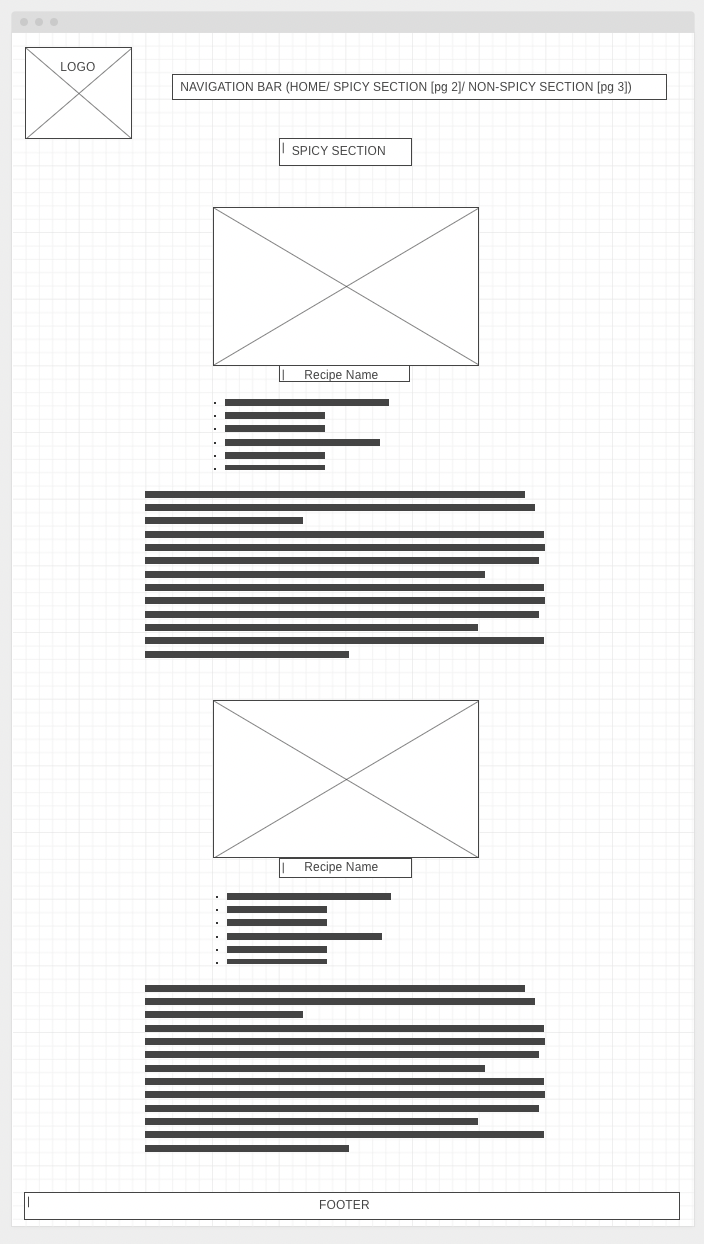 LOGO
NAVIGATION BAR (HOME/ SPICY SECTION [pg 2]/ NON-SPICY SECTION [pg 3])
SPICY SECTION
Recipe Name
Recipe Name
FOOTER